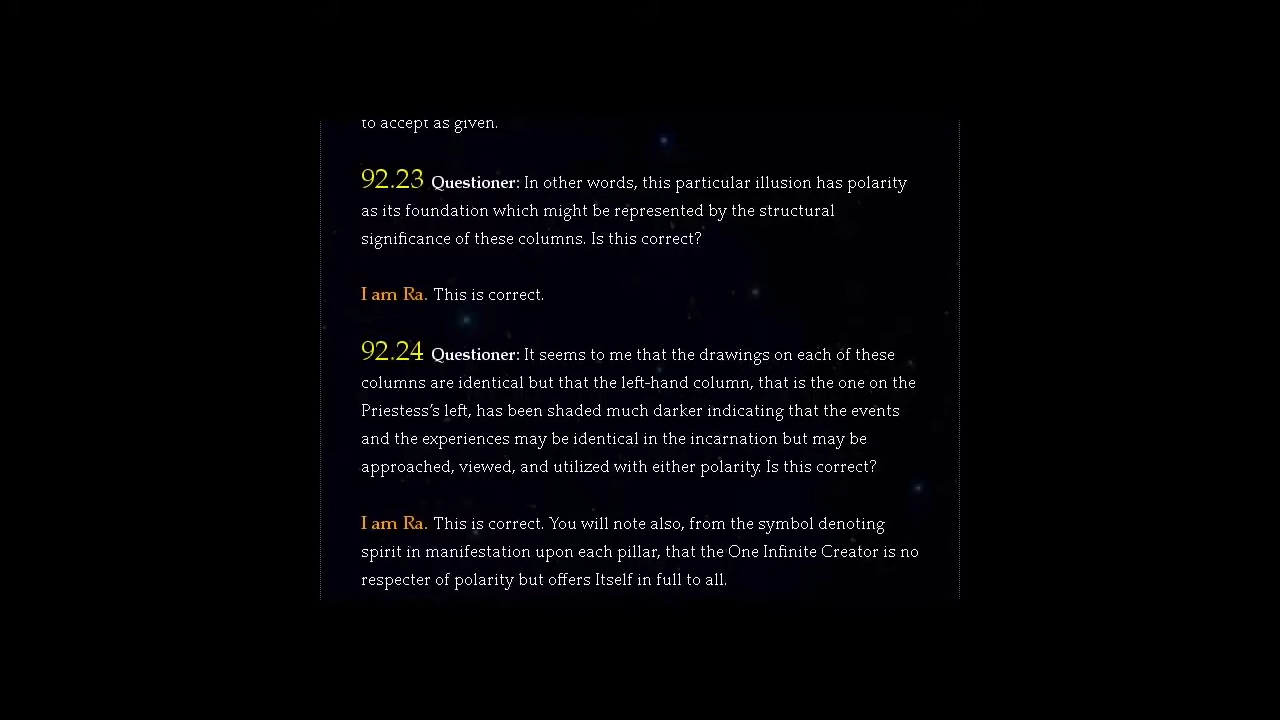 to accept as given.
92.23 Questioner: In other words, this particular illusion has polarity
as its foundation which might be represented by the structural
significance of these columns. Is this correct?
I am Ra. This is correct.
92.24 Questioner: It seems to me that the drawings on each of these
columns are identical but that the left-hand column, that is the one on the
Priestess’s left, has been shaded much darker indicating that the events
and the experiences may be identical in the incarnation but may be
approached, viewed, and utilized with either polarity. Is this correct?
I am Ra. This is correct. You will note also, from the symbol denoting
spirit in manifestation upon each pillar, that the One Infinite Creator is no
respecter of polarity but offers Itself in full to all.